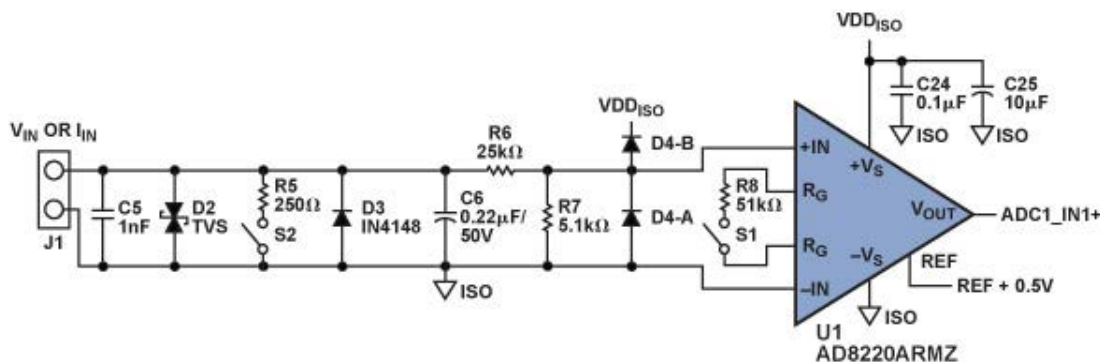 VDDISO
C24
0.1µF
C25
10µF
ISO
ISO
VIN OR IIN
J1
C5
1nF
D2
TVS
R5
250Ω
S2
D3
IN4148
C6
0.22µF/
50V
ISO
R6
25kΩ
R7
5.1kΩ
VDDISO
D4-B
D4-A
R8
51kΩ
S1
+IN
RG
RG
–IN
+VS
VOUT
–VS
REF
ADC1_IN1+
REF + 0.5V
ISO
U1
AD8220ARMZ